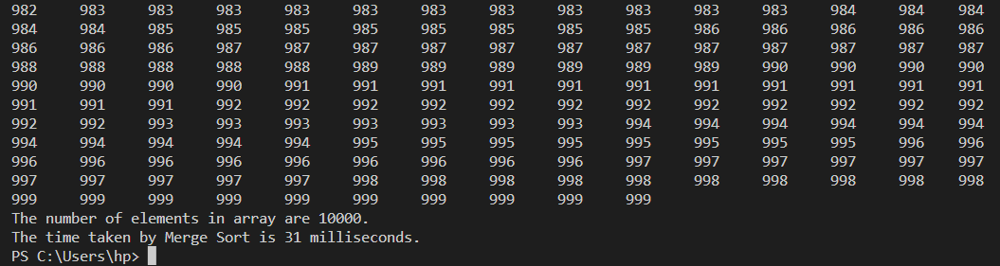 982 983 983 983 983 983 983 983 983 983 983 983 984 984 984
984 984 985 985 985 985 985 985 985 985 986 986 986 986 986
986 986 986 987 987 987 987 987 987 987 987 987 987 987 987
988 988 988 988 988 989 989 989 989 989 989 990 990 990 990
990 990 990 990 991 991 991 991 991 991 991 991 991 991 991
991 991 991 992 992 992 992 992 992 992 992 992 992 992 992
992 992 993 993 993 993 993 993 993 994 994 994 994 994 994
994 994 994 994 994 995 995 995 995 995 995 995 995 996 996
996 996 996 996 996 996 996 996 996 997 997 997 997 997 997
997 997 997 997 997 998 998 998 998 998 998 998 998 998 998
999 999 999 999 999 999 999 999 999 999
The number of elements in array are 10000.
The time taken by Merge Sort is 31 milliseconds.
PS C:\Users\hp>